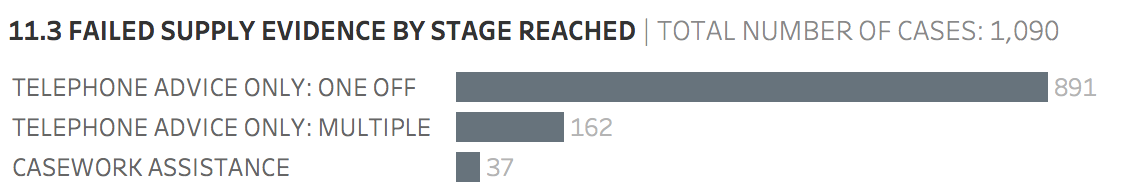 11.3 FAILED SUPPLY EVIDENCE BY STAGE REACHED | TOTAL NUMBER OF CASES: 1,090
TELEPHONE ADVICE ONLY: ONE OFF 891
TELEPHONE ADVICE ONLY: MULTIPLE 162
CASEWORK ASSISTANCE 37